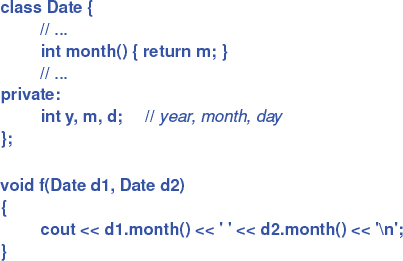 class Date {
// ...
int month() { return m; }
// ...
private:
int y, m, d; // year, month, day
};
void f(Date d1, Date d2)
{
cout << d1.month() << ' ' << d2.month() << '\n';
}